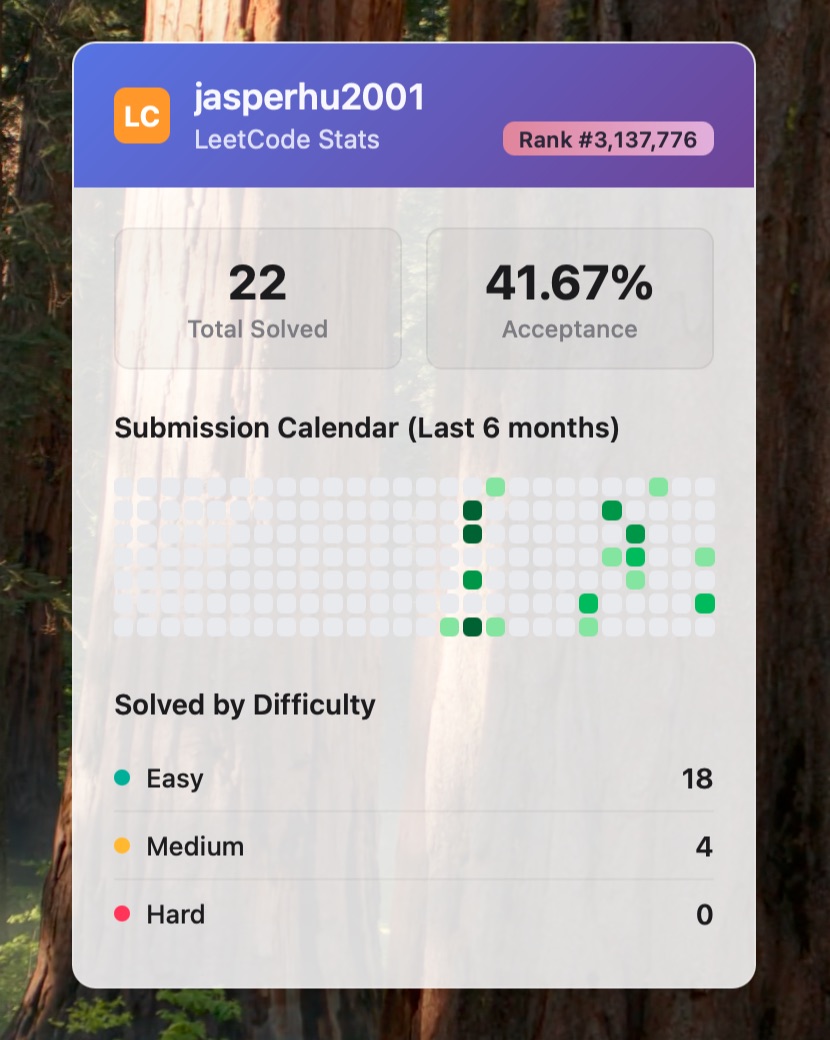 LC
jasperhu2001
LeetCode Stats
Rank #3,137,776
22
Total Solved
41.67%
Acceptance
Submission Calendar (Last 6 months)
Solved by Difficulty
Easy
18
Medium
4
Hard
0